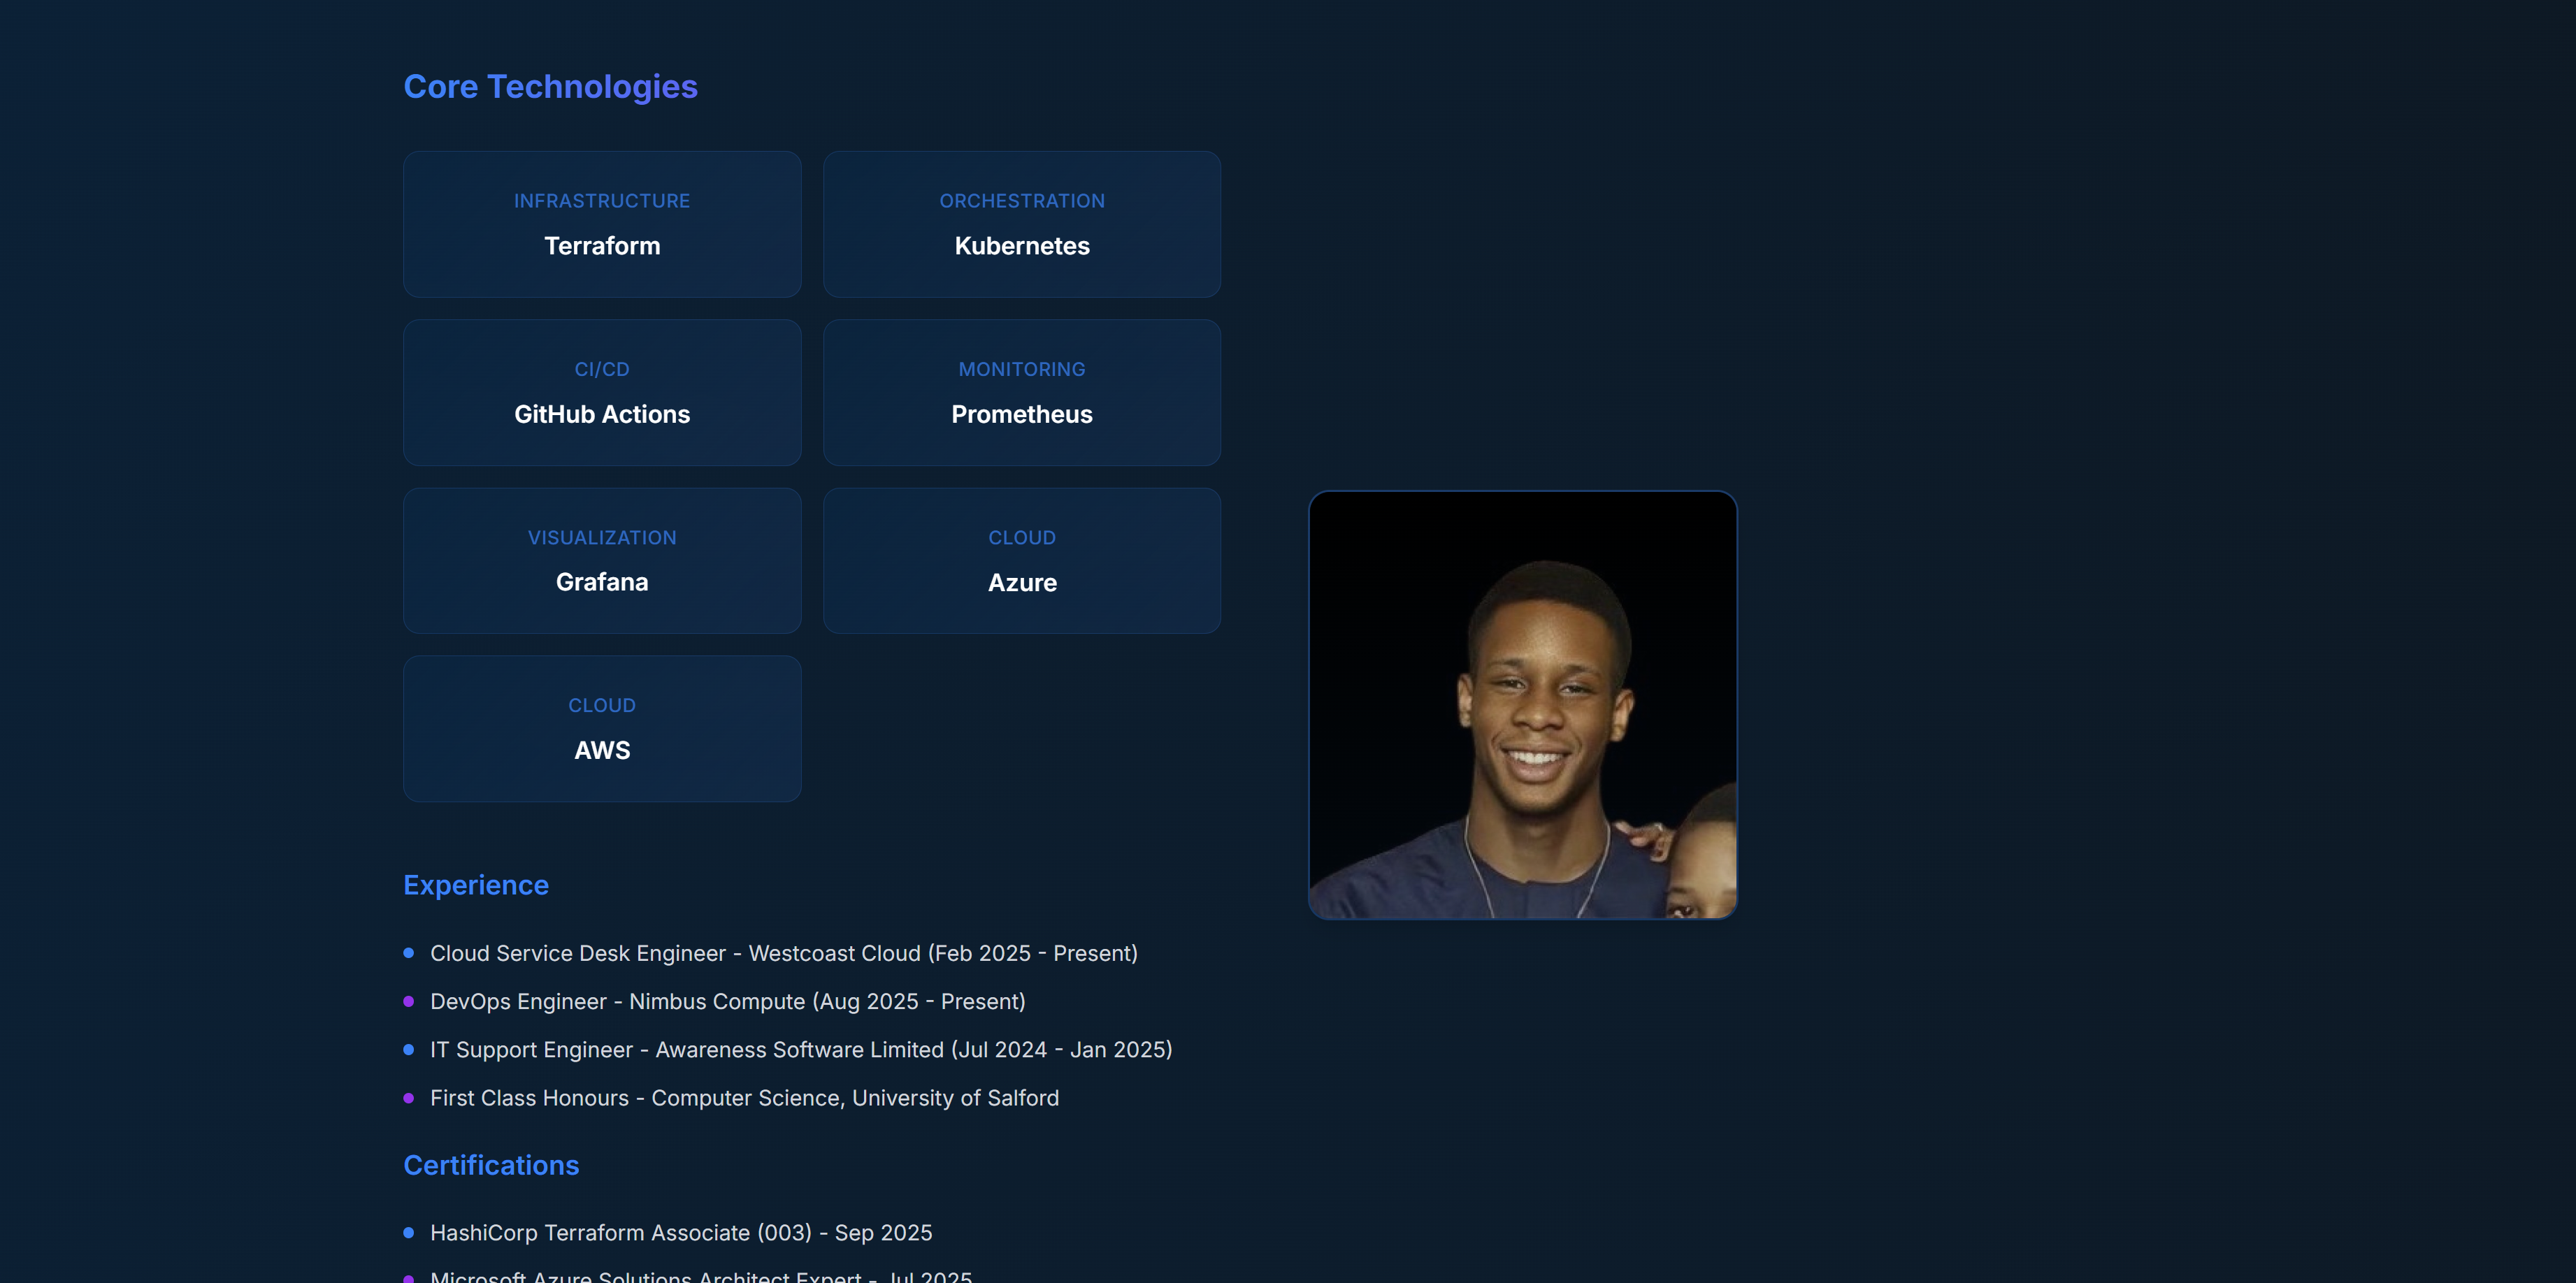 Core Technologies
INFRASTRUCTURE
Terraform
ORCHESTRATION
Kubernetes
CI/CD
GitHub Actions
MONITORING
Prometheus
VISUALIZATION
Grafana
CLOUD
Azure
CLOUD
AWS
Experience
Cloud Service Desk Engineer - Westcoast Cloud (Feb 2025 - Present)
DevOps Engineer - Nimbus Compute (Aug 2025 - Present)
IT Support Engineer - Awareness Software Limited (Jul 2024 - Jan 2025)
First Class Honours - Computer Science, University of Salford
Certifications
HashiCorp Terraform Associate (003) - Sep 2025
Microsoft Azure Solutions Architect Expert - Jul 2025